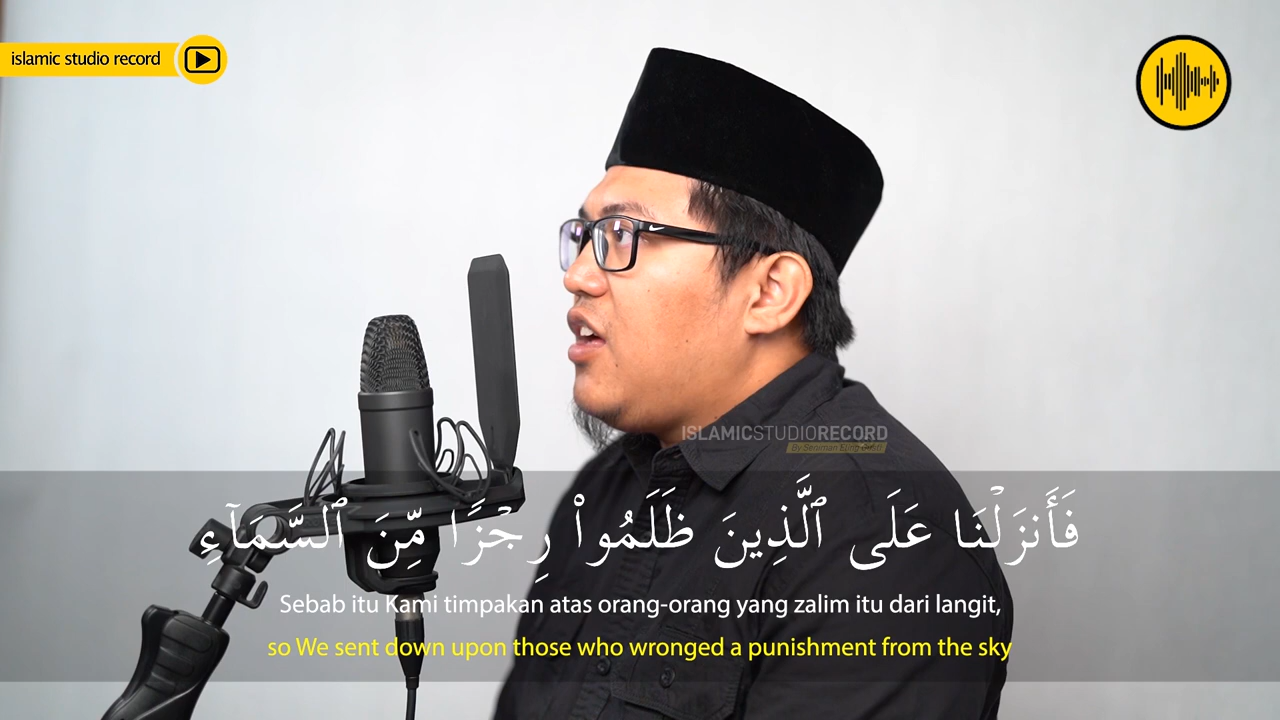 islamic studio record
ISLAMICSTUDIORECORD
فَأَنزَلْنَا عَلَى ٱلَّذِينَ ظَلَمُوا۟ رِجْزًا مِّنَ ٱلسَّمَآءِ
Sebab itu Kami timpakan atas orang-orang yang zalim itu dari langit,
so We sent down upon those who wronged a punishment from the sky